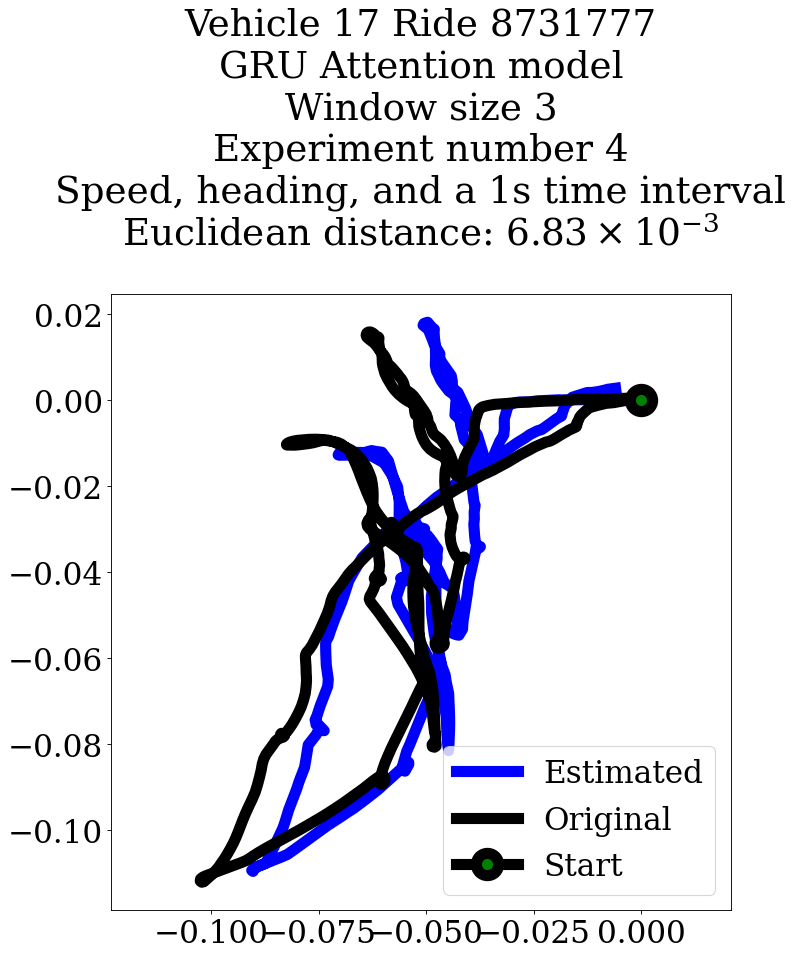 Vehicle 17 Ride 8731777
GRU Attention model
Window size 3
Experiment number 4
Speed, heading, and a 1s time interval
Euclidean distance: 6.83 × 10⁻³
0.02
0.00
−0.02
−0.04
−0.06
−0.08
−0.10
Estimated
Original
Start
−0.100 −0.075 −0.050 −0.025 0.000